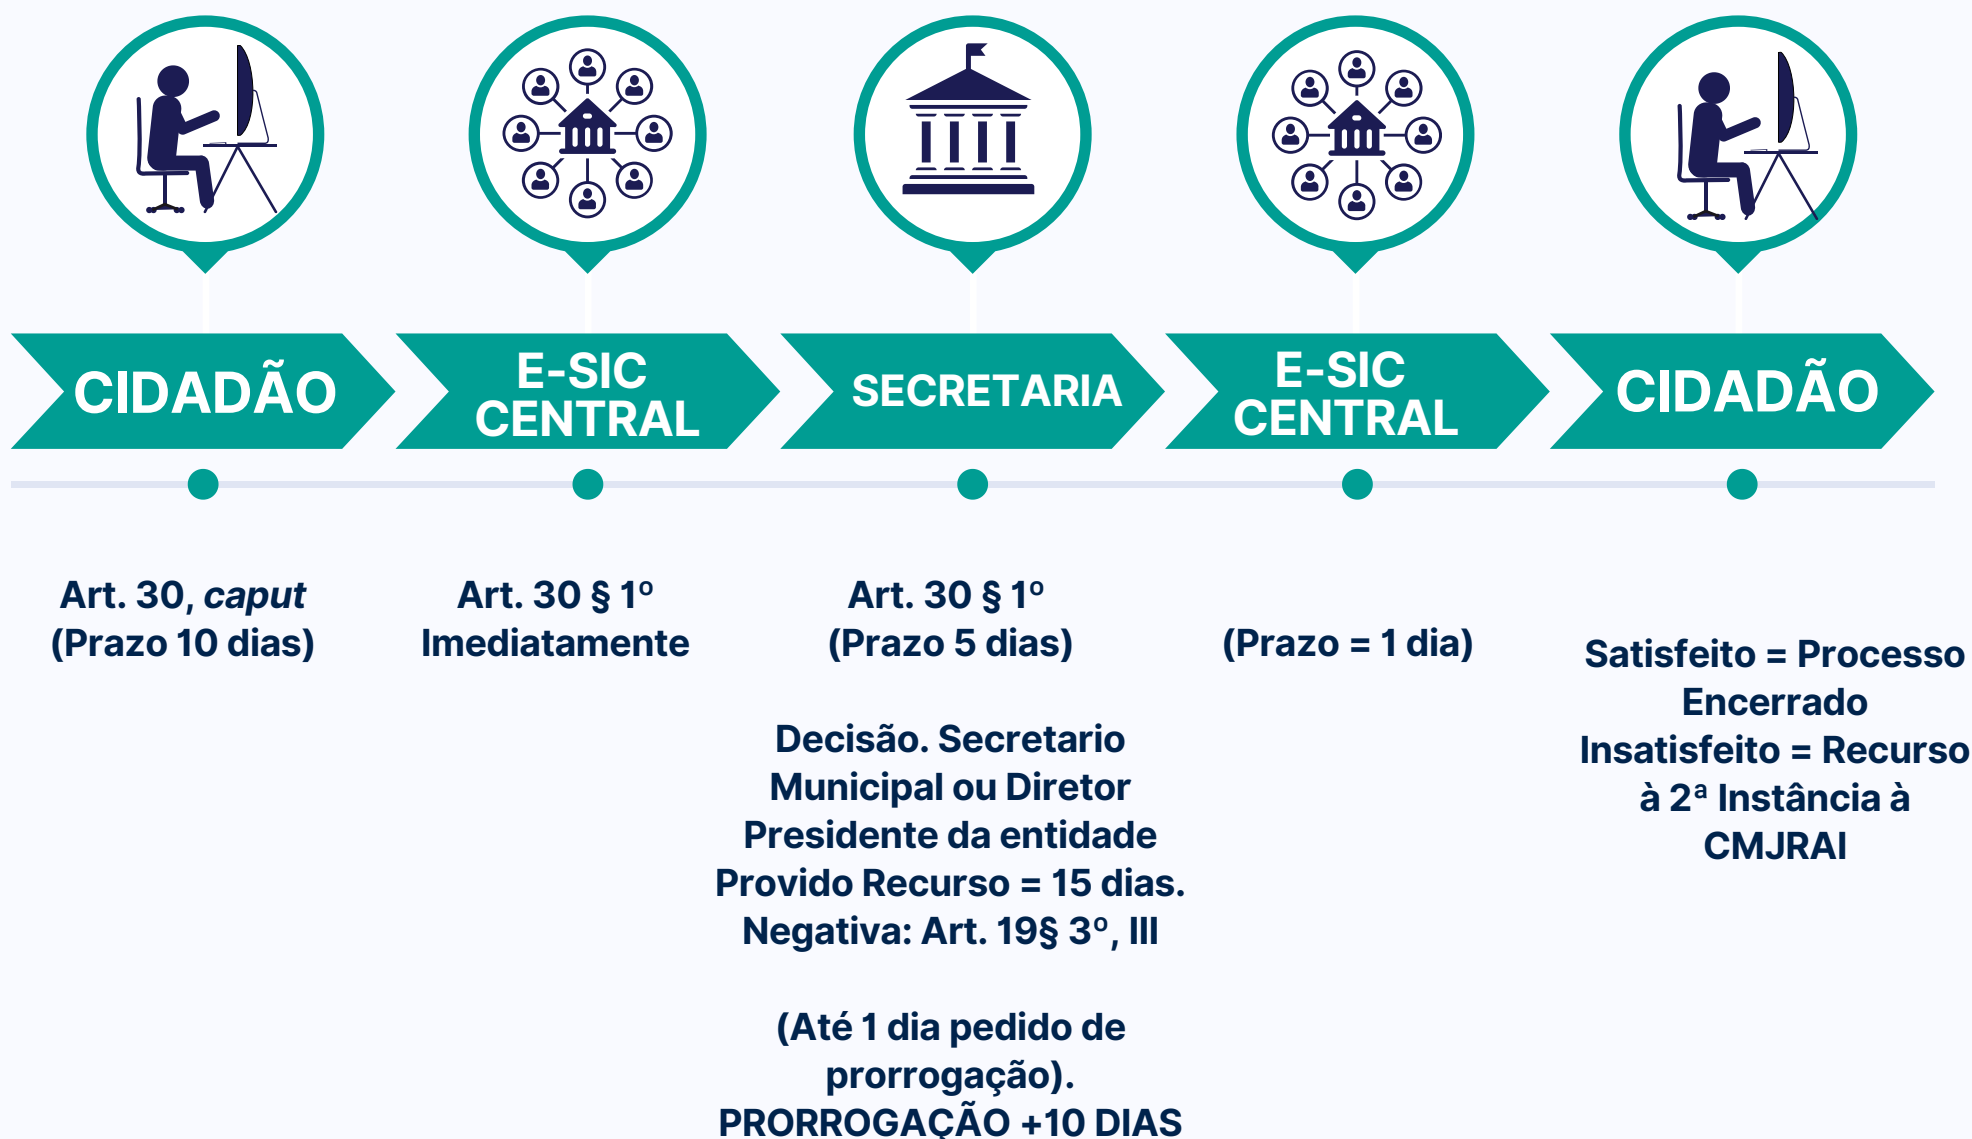 CIDADÃO
E-SIC
CENTRAL
SECRETARIA
E-SIC
CENTRAL
CIDADÃO
Art. 30, caput
(Prazo 10 dias)
Art. 30 § 1º
Imediatamente
Art. 30 § 1º
(Prazo 5 dias)
Decisão. Secretario
Municipal ou Diretor
Presidente da entidade
Provido Recurso = 15 dias.
Negativa: Art. 19§ 3º, III
(Até 1 dia pedido de
prorrogação).
PRORROGAÇÃO +10 DIAS
(Prazo = 1 dia)
Satisfeito = Processo
Encerrado
Insatisfeito = Recurso
à 2ª Instância à
CMJRAI